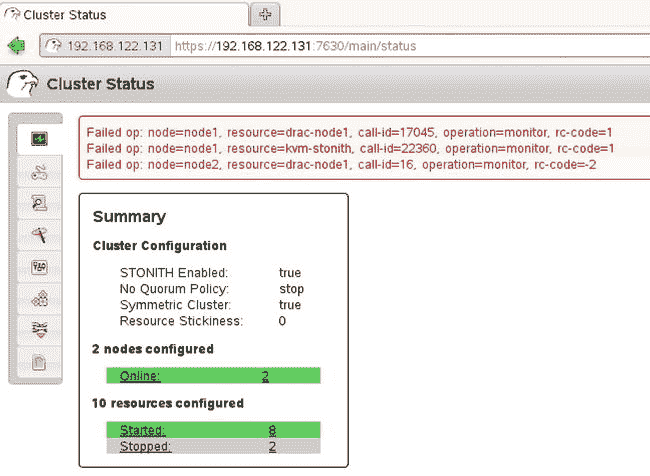 Cluster Status
192.168.122.131 https://192.168.122.131:7630/main/status
Cluster Status
Failed op: node=node1, resource=drac-node1, call-id=17045, operation=monitor, rc-code=1
Failed op: node=node1, resource=kvm-stonith, call-id=22360, operation=monitor, rc-code=1
Failed op: node=node2, resource=drac-node1, call-id=16, operation=monitor, rc-code=-2
Summary
Cluster Configuration
STONITH Enabled: true
No Quorum Policy: stop
Symmetric Cluster: true
Resource Stickiness: 0
2 nodes configured
Online: 2
10 resources configured
Started: 8
Stopped: 2